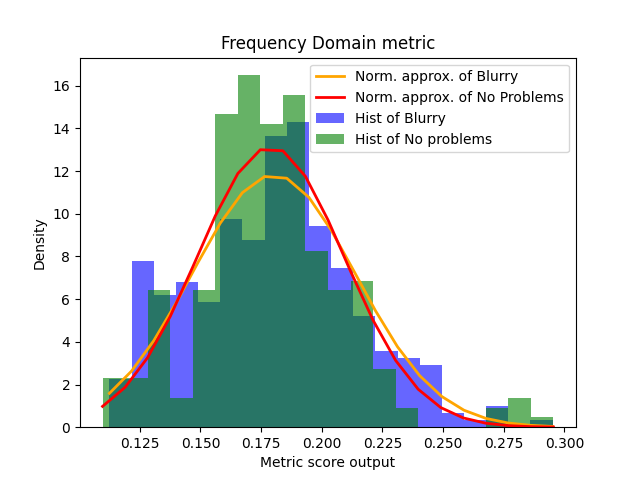 Frequency Domain metric
Norm. approx. of Blurry
Norm. approx. of No Problems
Hist of Blurry
Hist of No problems
Density
16
14
12
10
8
6
4
2
0
0.125 0.150 0.175 0.200 0.225 0.250 0.275 0.300
Metric score output